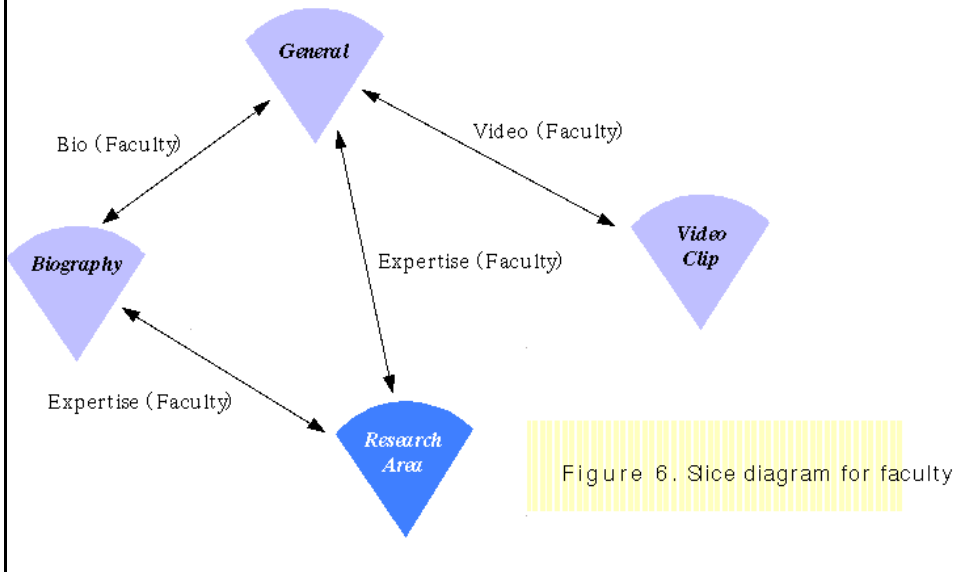 General
Bio (Faculty)
Video (Faculty)
Biography
Expertise (Faculty)
Video
Clip
Expertise (Faculty)
Research
Area
Figure 6. Slice diagram for faculty